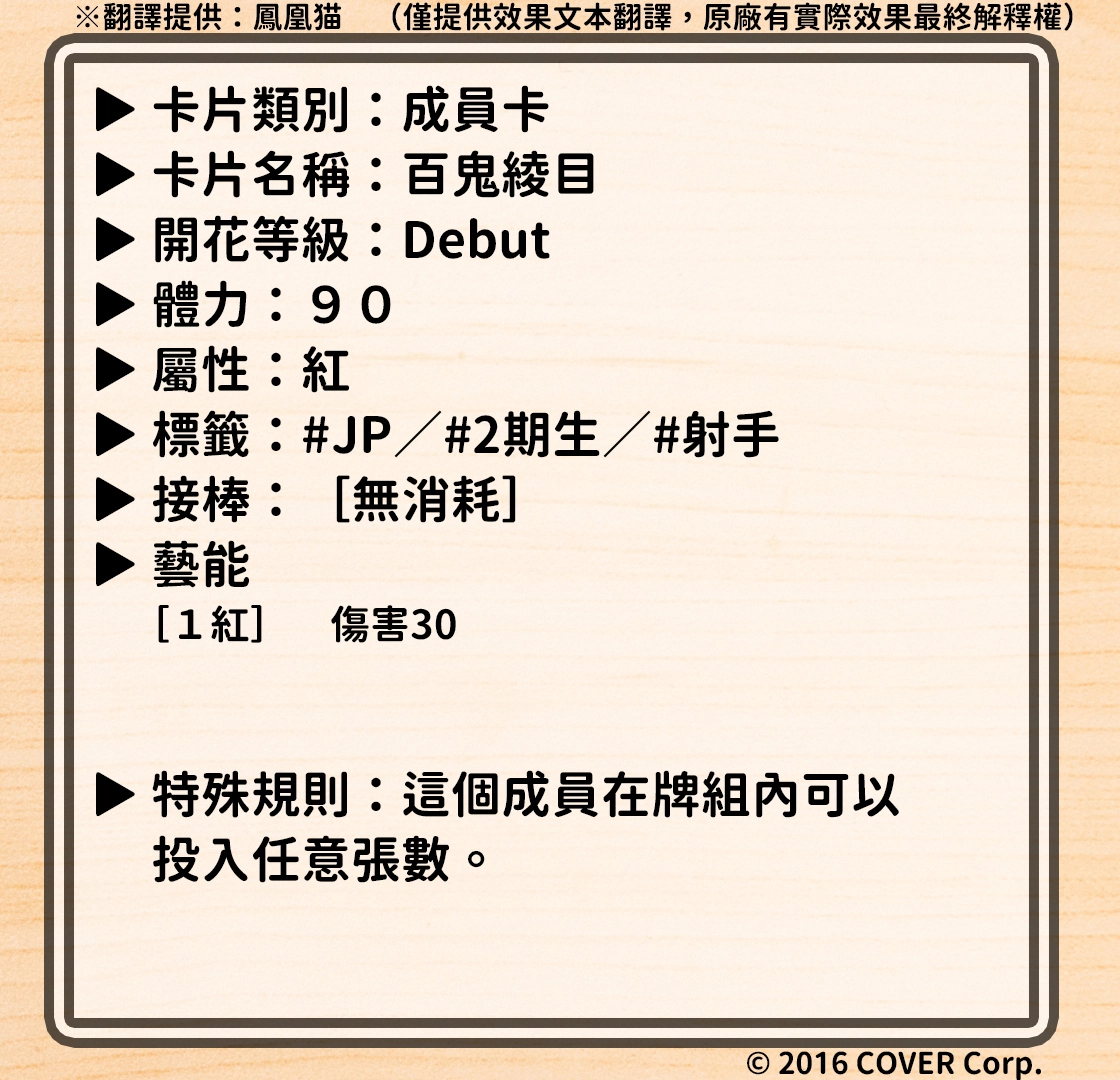 ※翻譯提供：鳳凰猫　（僅提供效果文本翻譯，原廠有實際效果最終解釋權）
▶ 卡片類別：成員卡
▶ 卡片名稱：百鬼綾目
▶ 開花等級：Debut
▶ 體力：９０
▶ 屬性：紅
▶ 標籤：#JP／#2期生／#射手
▶ 接棒：［無消耗］
▶ 藝能
［１紅］　傷害30
▶ 特殊規則：這個成員在牌組內可以
投入任意張數。
© 2016 COVER Corp.